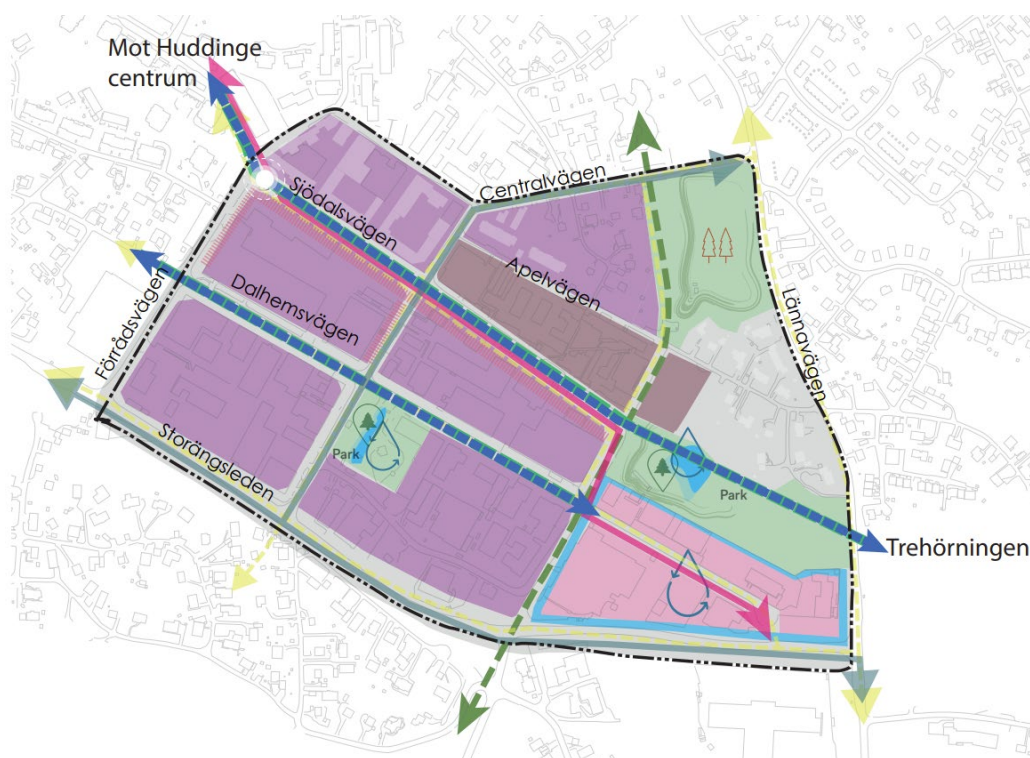 Mot Huddinge
centrum
Sjödalsvägen
Centralvägen
Apelvägen
Dalhemsvägen
Förrådsvägen
Lännavägen
Storängsleden
Park
Park
Trehörningen